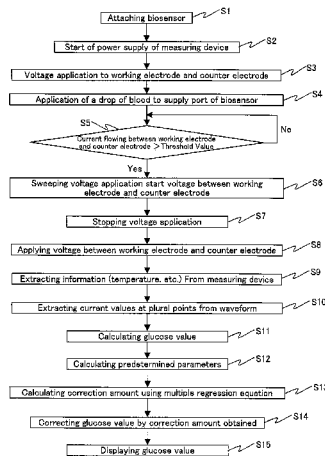 Attaching biosensor
S1
Start of power supply of measuring device
S2
Voltage application to working electrode and counter electrode
S3
Application of a drop of blood to supply port of biosensor
S4
S5
Current flowing between working electrode
and counter electrode > Threshold Value
No
Yes
Sweeping voltage application start voltage between working
electrode and counter electrode
S6
Stopping voltage application
S7
Applying voltage between working electrode and counter electrode
S8
Extracting information (temperature. etc.) From measuring device
S9
Extracting current values at plural points from waveform
S10
Calculating glucose value
S11
Calculating predetermined parameters
S12
Calculating correction amount using multiple regression equation
S13
Correcting glucose value by correction amount obtained
S14
Displaying glucose value
S15